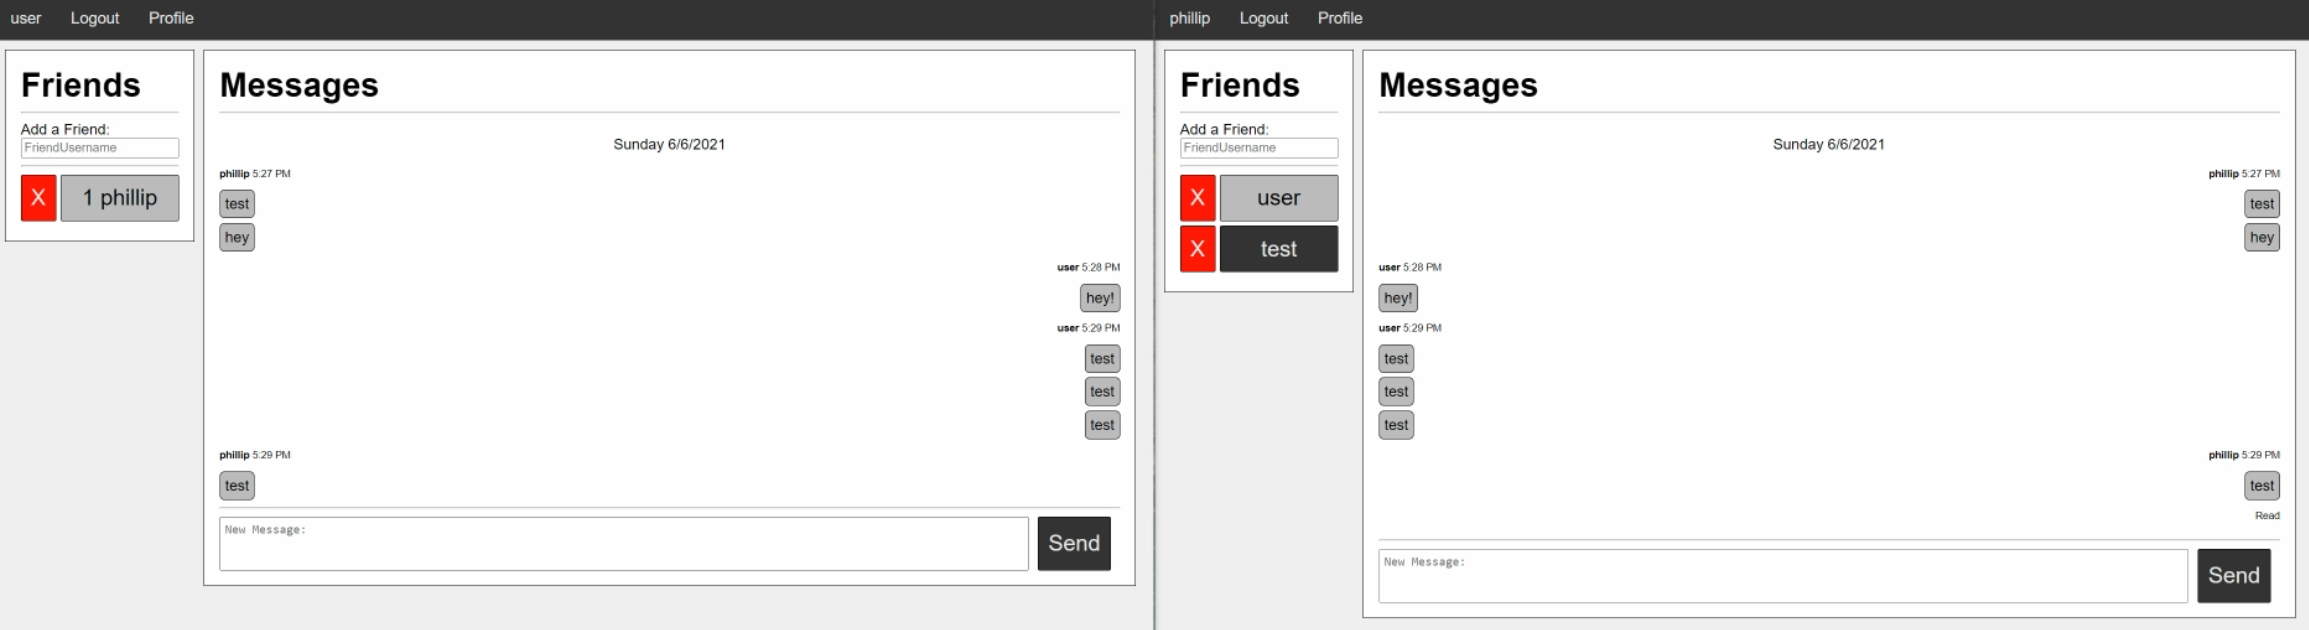 user Logout Profile
Friends
Add a Friend:
FriendUsername
X 1 phillip
Messages
Sunday 6/6/2021
phillip 5:27 PM
test
hey
user 5:28 PM
hey!
user 5:29 PM
test
test
test
phillip 5:29 PM
test
New Message:
Send
phillip Logout Profile
Friends
Add a Friend:
FriendUsername
X user
X test
Messages
Sunday 6/6/2021
phillip 5:27 PM
test
hey
user 5:28 PM
hey!
user 5:29 PM
test
test
test
phillip 5:29 PM
test
Read
New Message:
Send